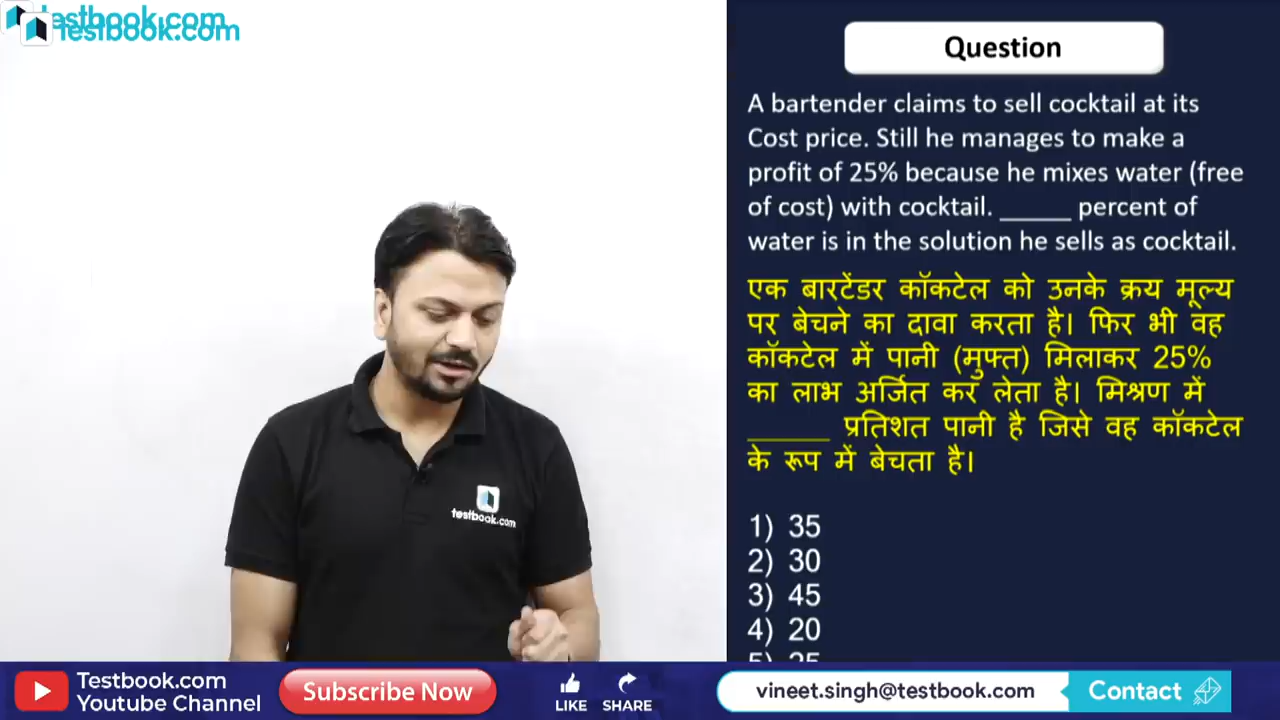 testbook.com
testbook.com
Question
A bartender claims to sell cocktail at its
Cost price. Still he manages to make a
profit of 25% because he mixes water (free
of cost) with cocktail. _____ percent of
water is in the solution he sells as cocktail.
एक बारटेंडर कॉकटेल को उनके क्रय मूल्य
पर बेचने का दावा करता है। फिर भी वह
कॉकटेल में पानी (मुफ्त) मिलाकर 25%
का लाभ अर्जित कर लेता है। मिश्रण में
_____ प्रतिशत पानी है जिसे वह कॉकटेल
के रूप में बेचता है।
1) 35
2) 30
3) 45
4) 20
testbook.com
Testbook.com
YouTube Channel
Subscribe Now
LIKE
SHARE
vineet.singh@testbook.com
Contact